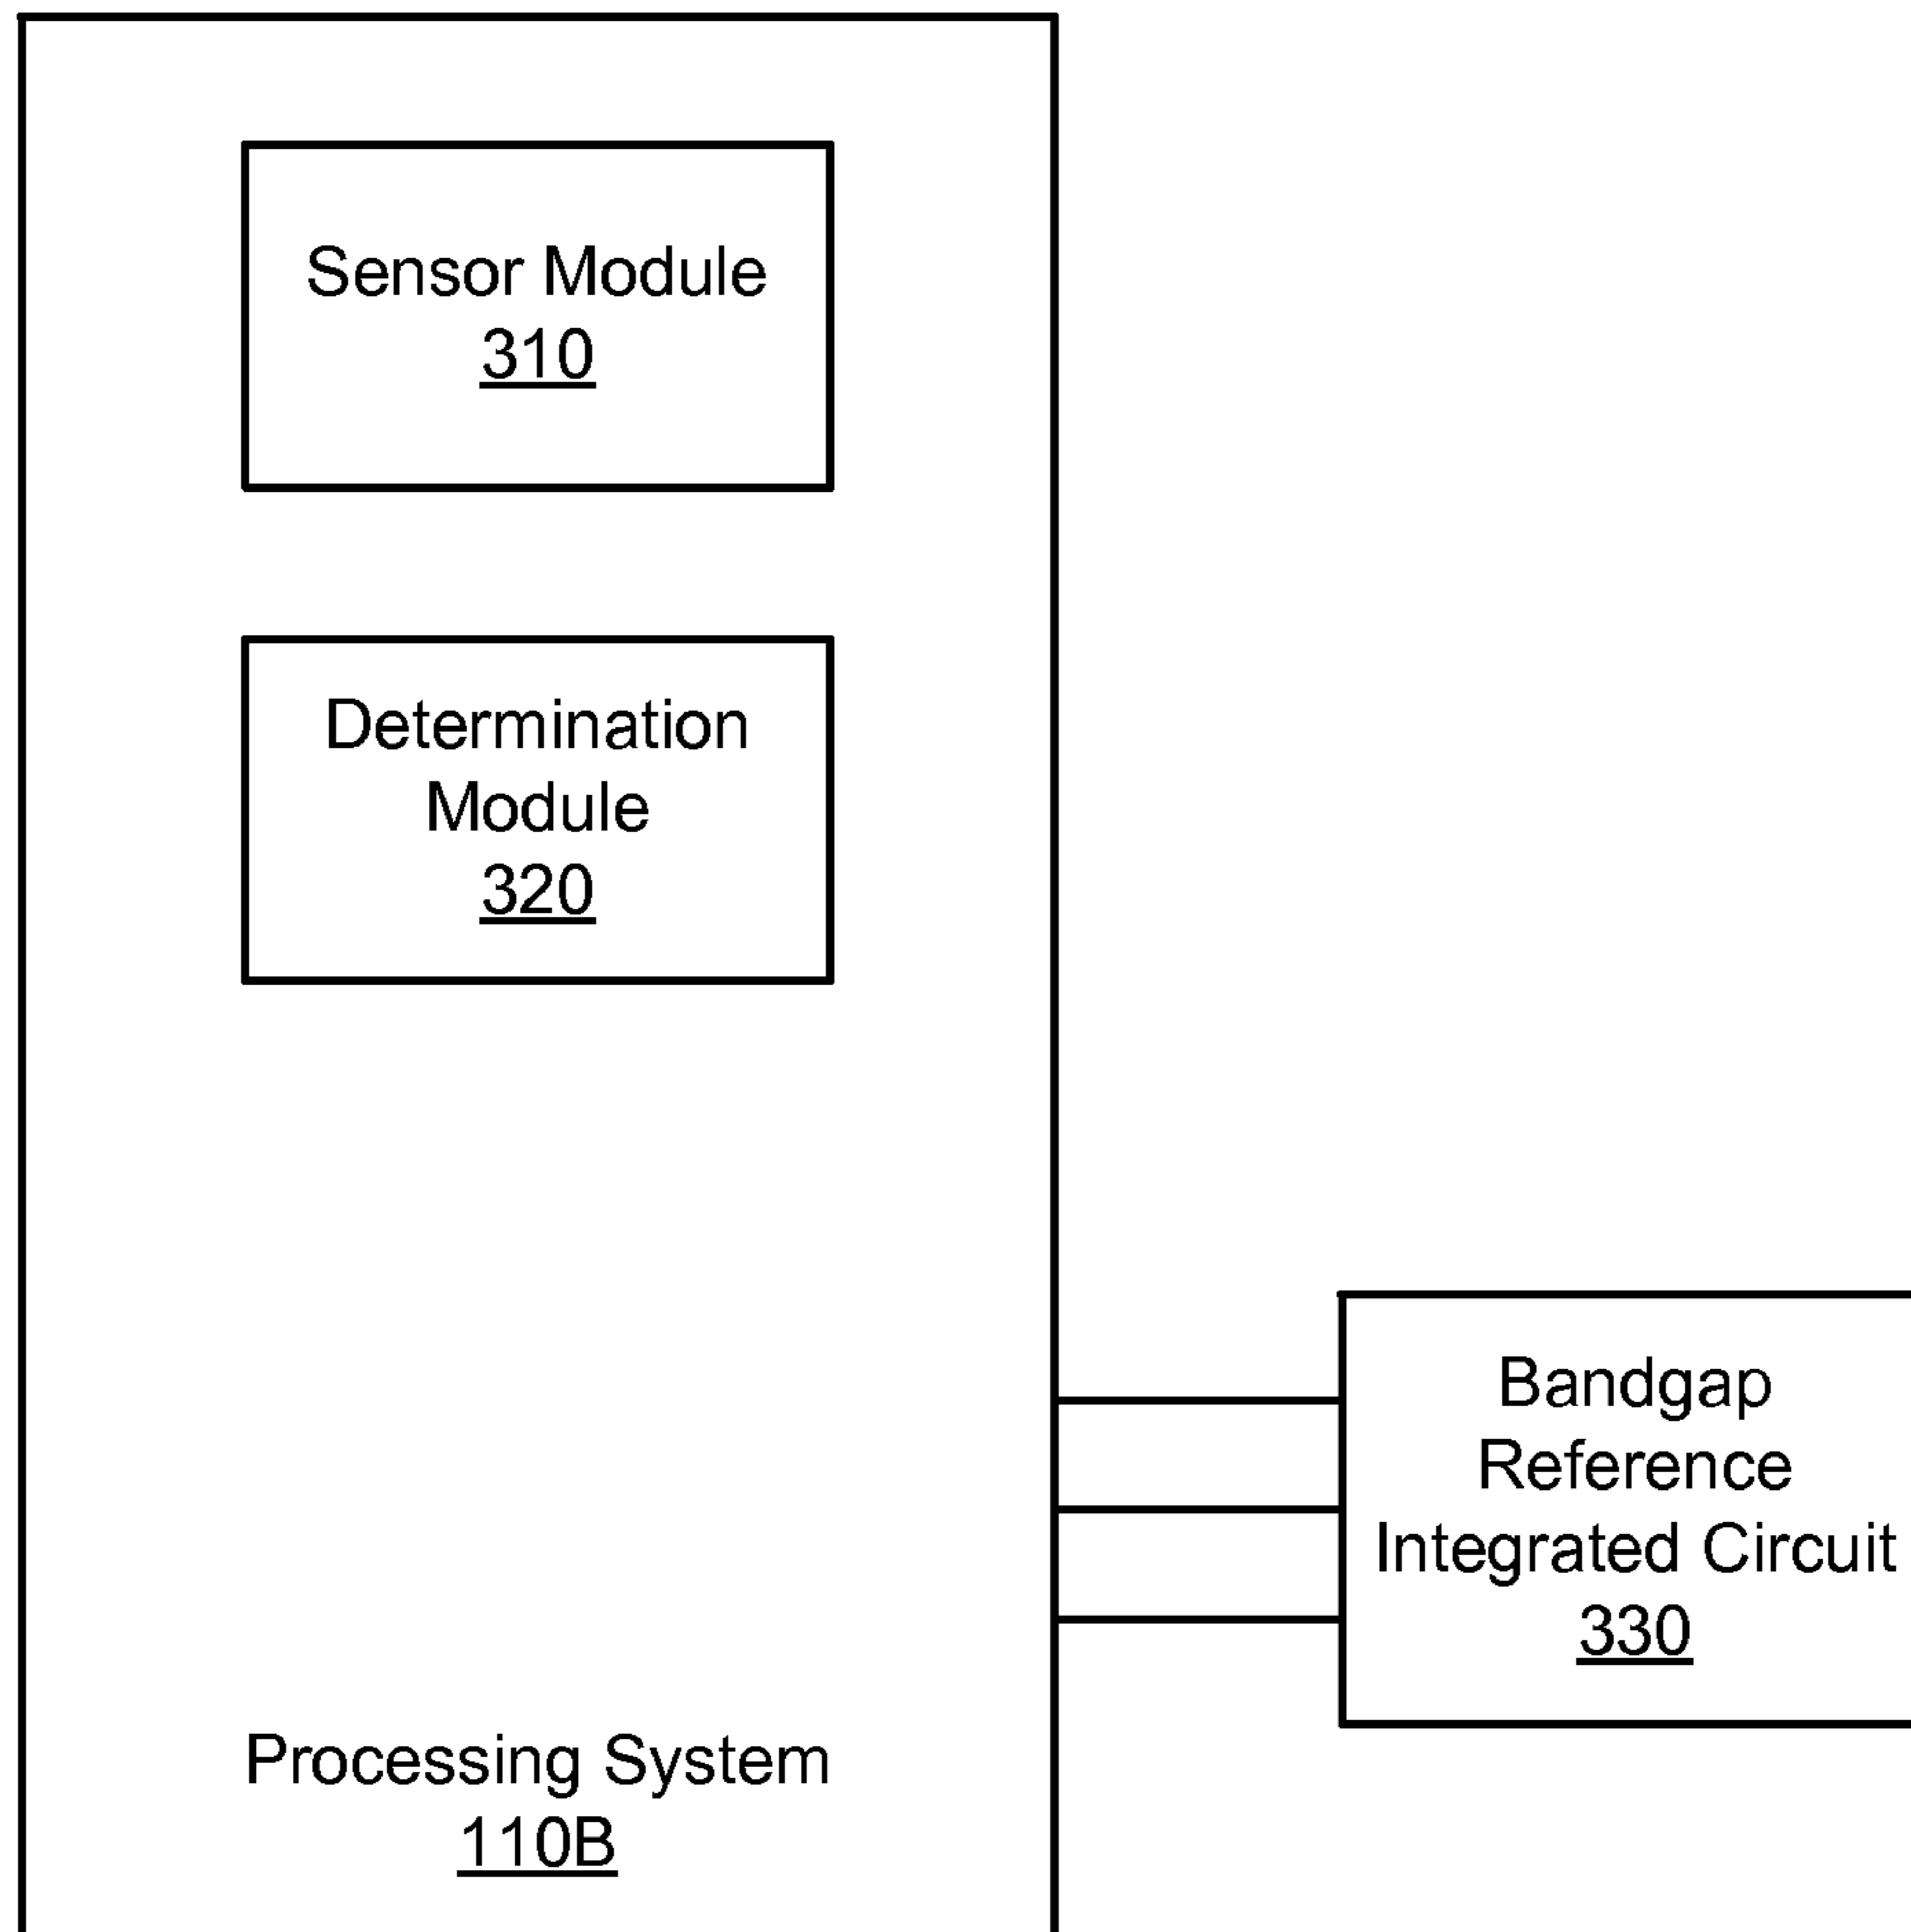 Sensor Module
310
Determination
Module
320
Bandgap
Reference
Integrated Circuit
330
Processing System
110B